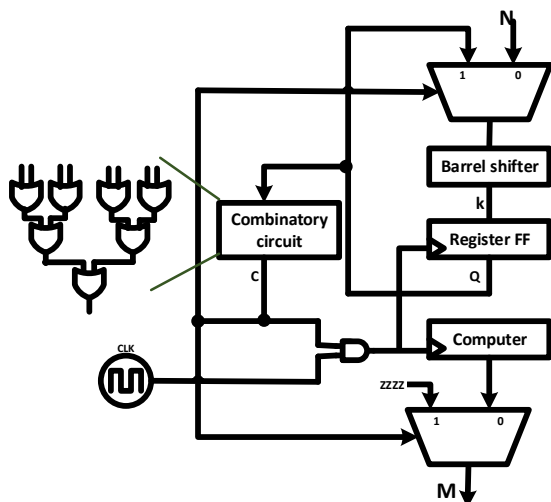 N
1 0
Barrel shifter
k
Combinatory
circuit
Register FF
C
Q
CLK
Computer
zzzz
1 0
M